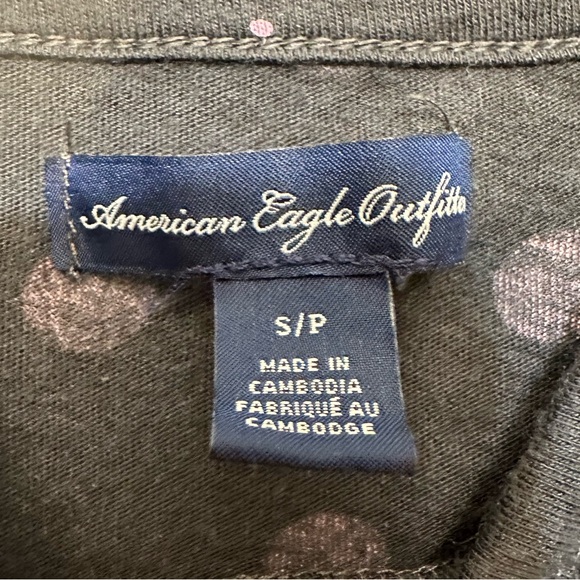 American Eagle Outfitte
S/P
MADE IN
CAMBODIA
FABRIQUÉ AU
CAMBODGE